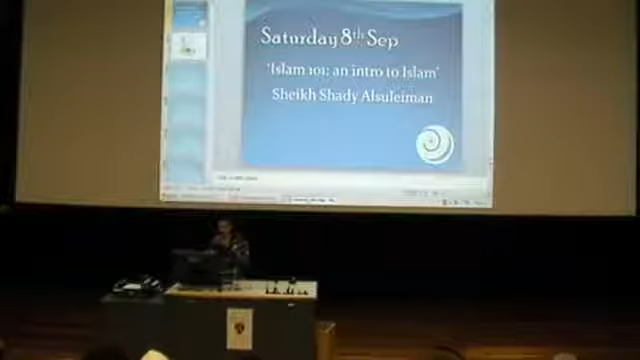 Saturday 8th Sep
'Islam 101: an intro to Islam'
Sheikh Shady Alsuleiman